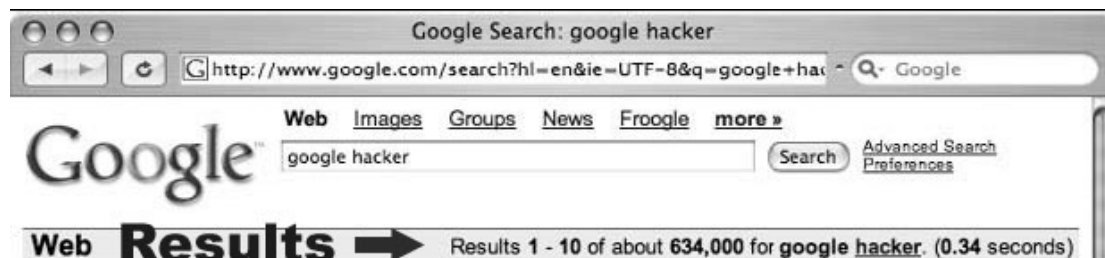 Google Search: google hacker
http://www.google.com/search?hl=en&ie=UTF-8&q=google+hac Google
Web Images Groups News Froogle more »
Google™ google hacker Search Advanced Search
Preferences
Web Results Results 1 - 10 of about 634,000 for google hacker. (0.34 seconds)